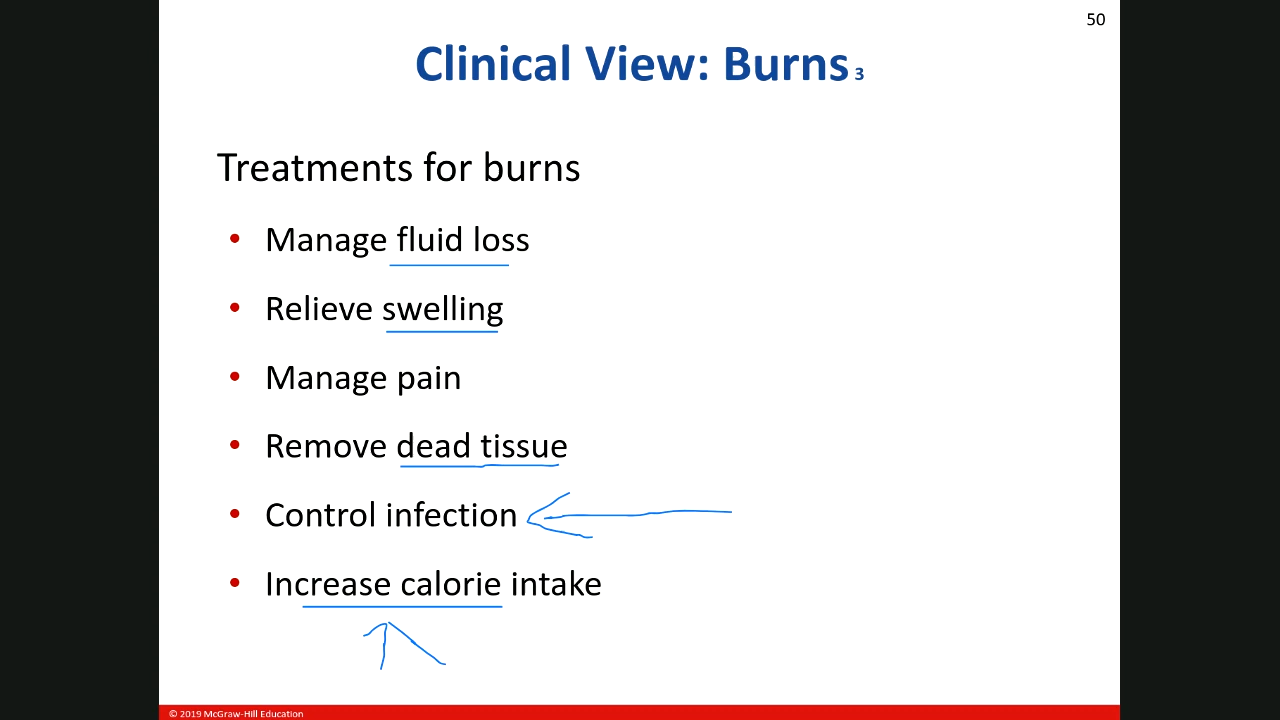 50
Clinical View: Burns 3
Treatments for burns
• Manage fluid loss
• Relieve swelling
• Manage pain
• Remove dead tissue
• Control infection
• Increase calorie intake
© 2019 McGraw-Hill Education